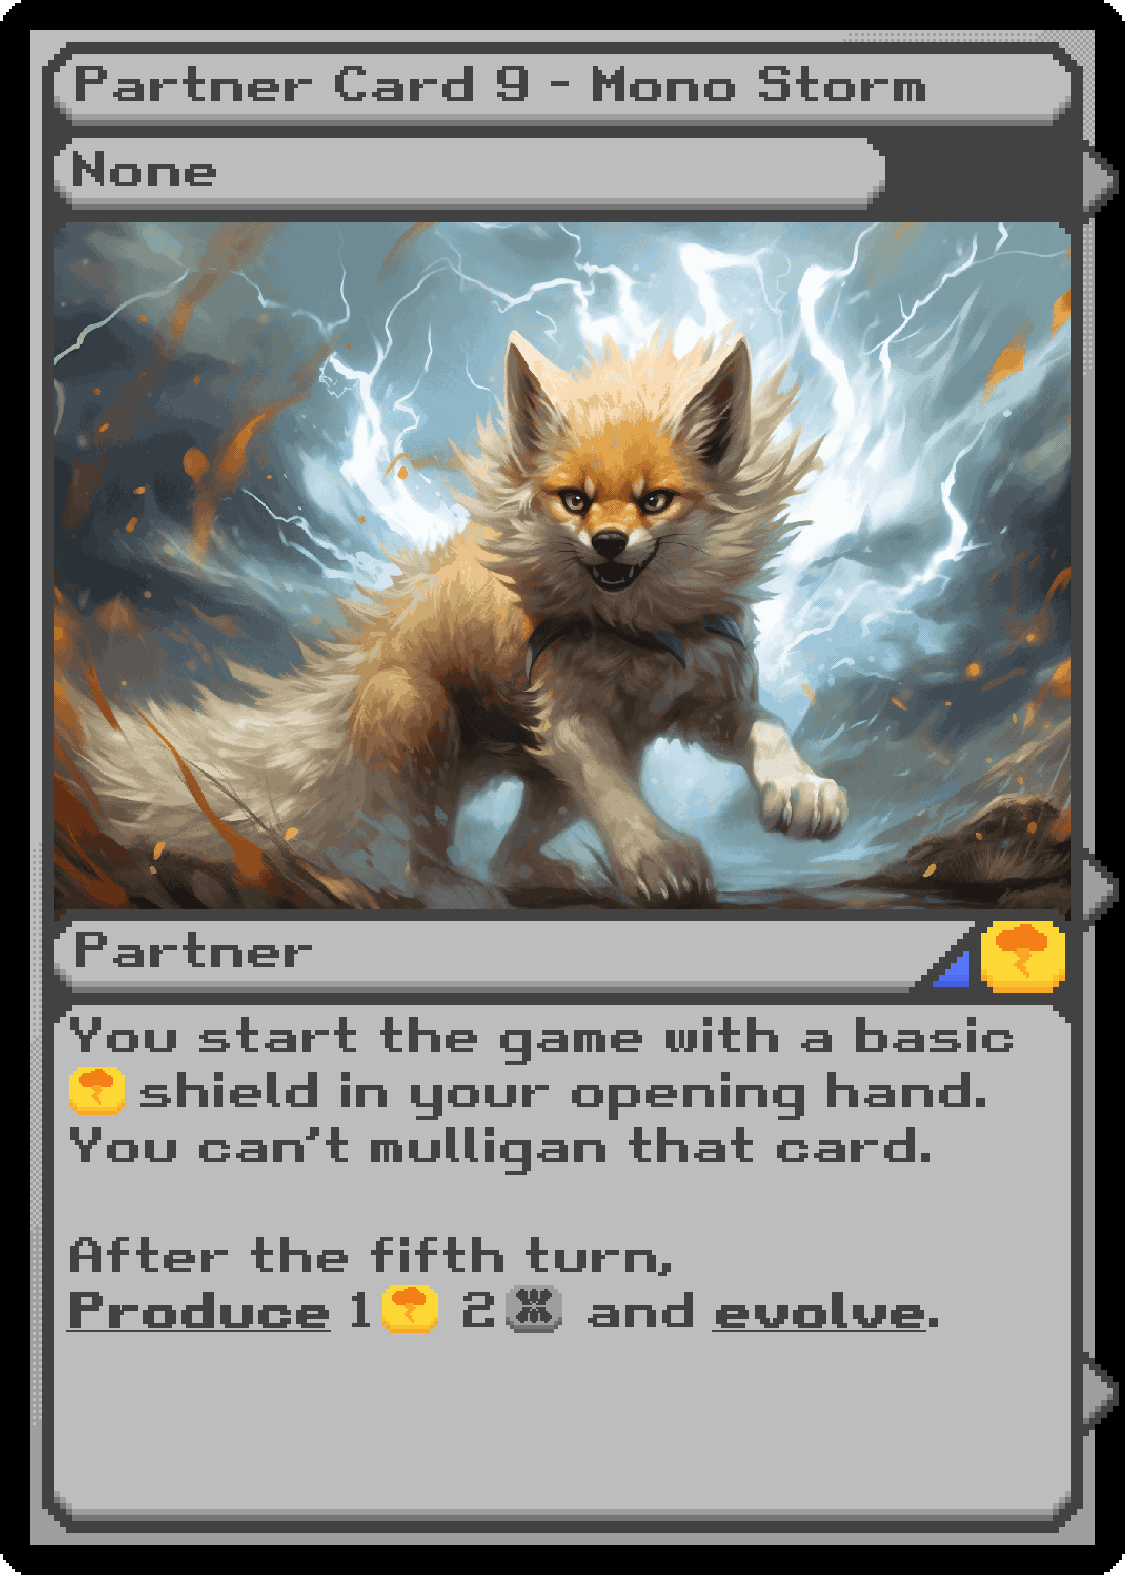 Partner Card 9 - Mono Storm
None
Partner
You start the game with a basic
shield in your opening hand.
You can't mulligan that card.
After the fifth turn,
Produce 1 2 and evolve.